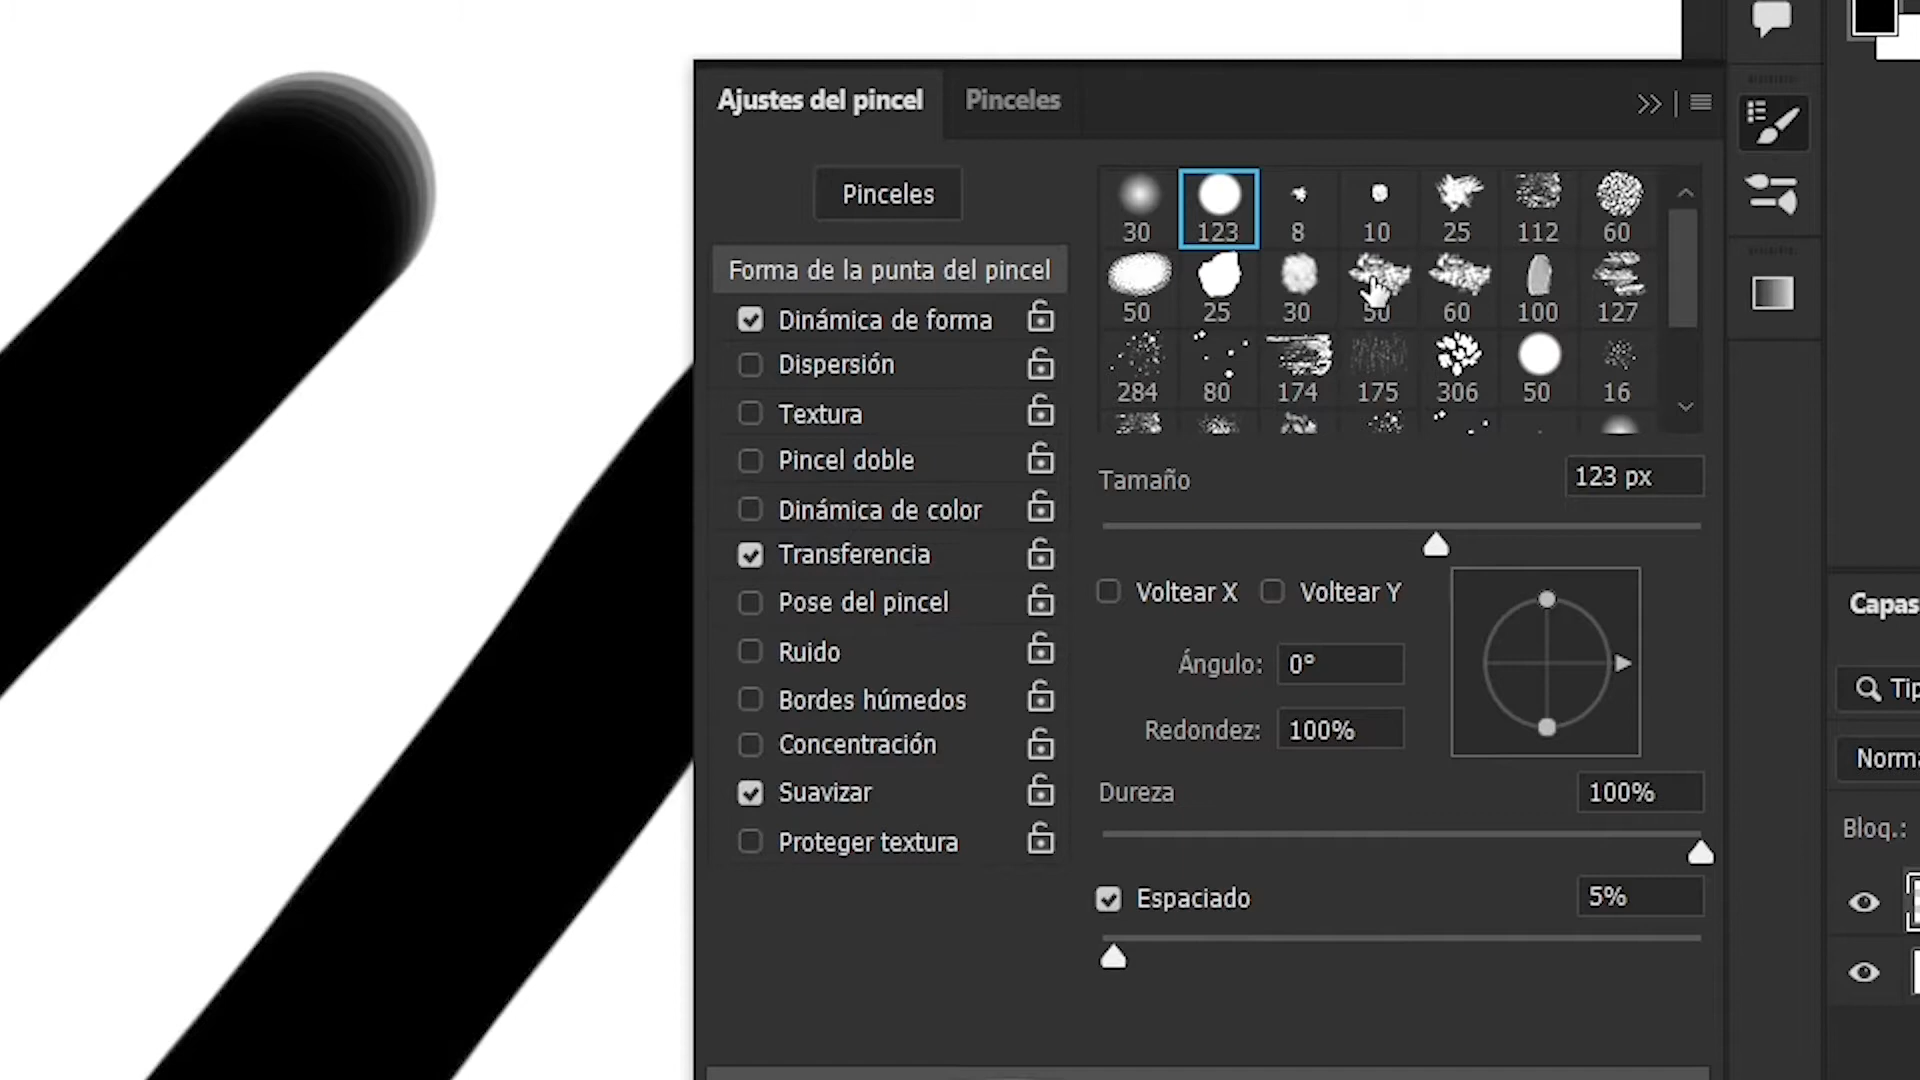 Ajustes del pincel
Pinceles
Pinceles
Forma de la punta del pincel
Dinámica de forma
Dispersión
Textura
Pincel doble
Dinámica de color
Transferencia
Pose del pincel
Ruido
Bordes húmedos
Concentración
Suavizar
Proteger textura
30 123 8 10 25 112 60
50 25 30 50 60 100 127
284 80 174 175 306 50 16
Tamaño 123 px
Voltear X Voltear Y
Ángulo: 0°
Redondez: 100%
Dureza 100%
Espaciado 5%
Capas
Tip
Norma
Bloq.: